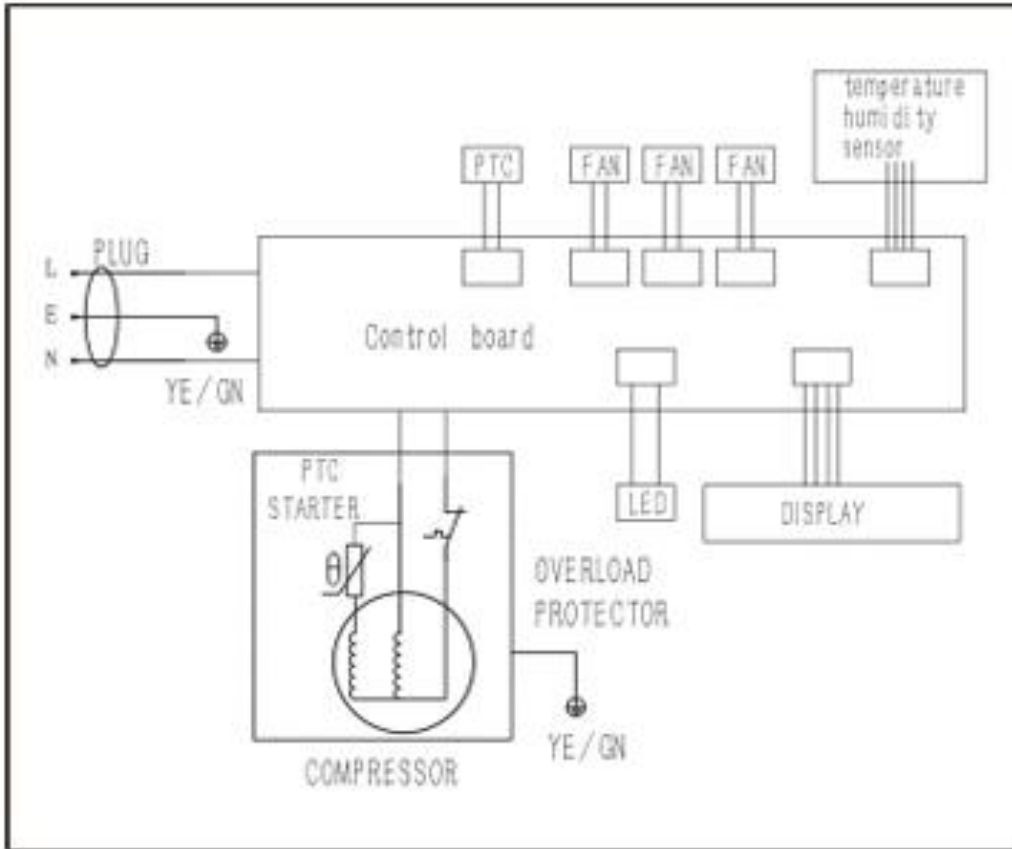 temperature
humidity
sensor
PTC
FAN
FAN
FAN
PLUG
L
E
N
YE/GN
Control board
PTC
STARTER
θ
LED
DISPLAY
OVERLOAD
PROTECTOR
YE/GN
COMPRESSOR